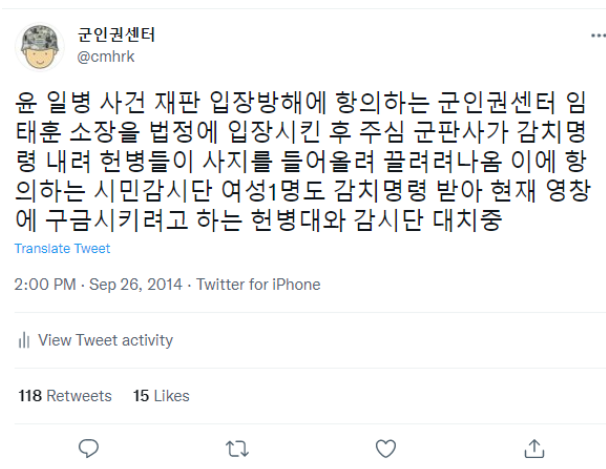 군인권센터
@cmhrk
윤 일병 사건 재판 입장방해에 항의하는 군인권센터 임
태훈 소장을 법정에 입장시킨 후 주심 군판사가 감치명
령 내려 헌병들이 사지를 들어올려 끌려려나옴 이에 항
의하는 시민감시단 여성1명도 감치명령 받아 현재 영창
에 구금시키려고 하는 헌병대와 감시단 대치중
Translate Tweet
2:00 PM · Sep 26, 2014 · Twitter for iPhone
View Tweet activity
118 Retweets 15 Likes